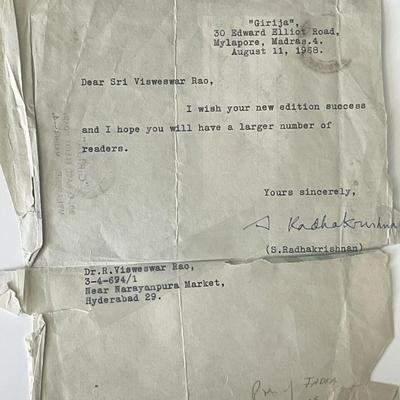 "Girija",
30 Edward Elliot Road,
Mylapore, Madras.4.
August 11, 1968.
Dear Sri Visweswar Rao,
I wish your new edition success
and I hope you will have a larger number of
readers.
Yours sincerely,
S Radhakrishnan
(S.Radhakrishnan)
Dr.R.Visweswar Rao,
3-4-694/1
Near Narayanpura Market,
Hyderabad 29.
INDIA